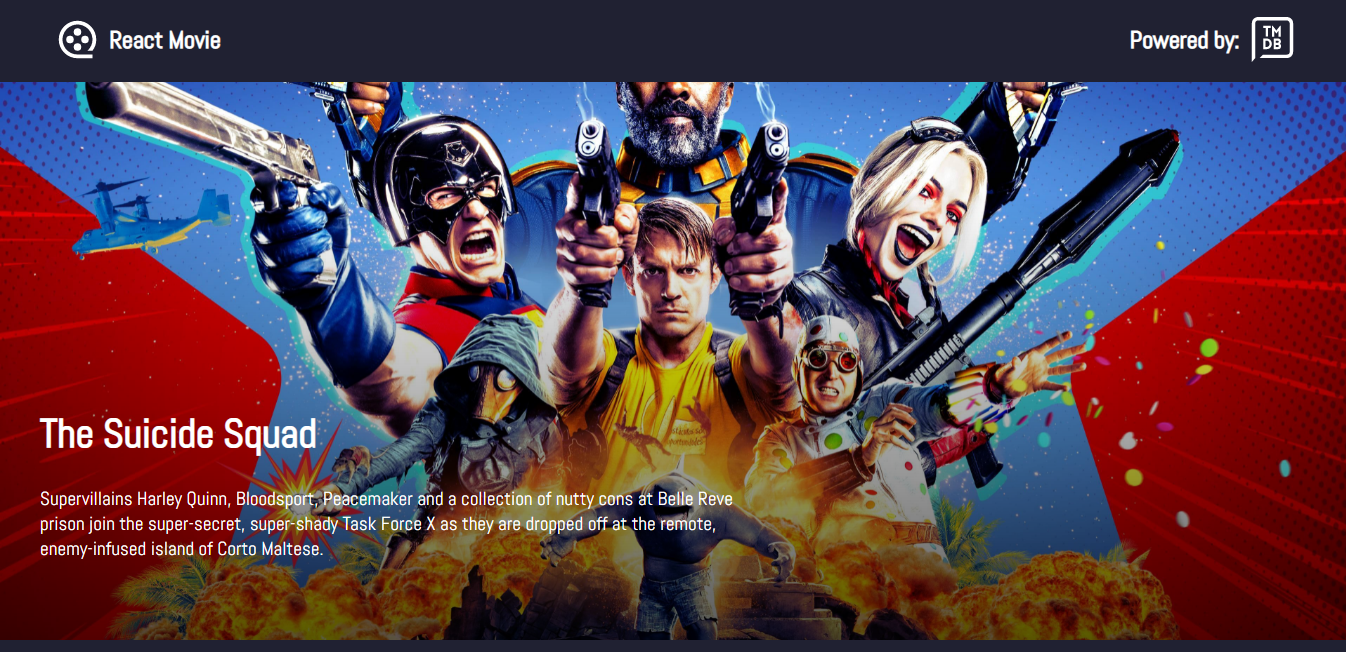 React Movie
Powered by:
TM
DB
The Suicide Squad
Supervillains Harley Quinn, Bloodsport, Peacemaker and a collection of nutty cons at Belle Reve
prison join the super-secret, super-shady Task Force X as they are dropped off at the remote,
enemy-infused island of Corto Maltese.